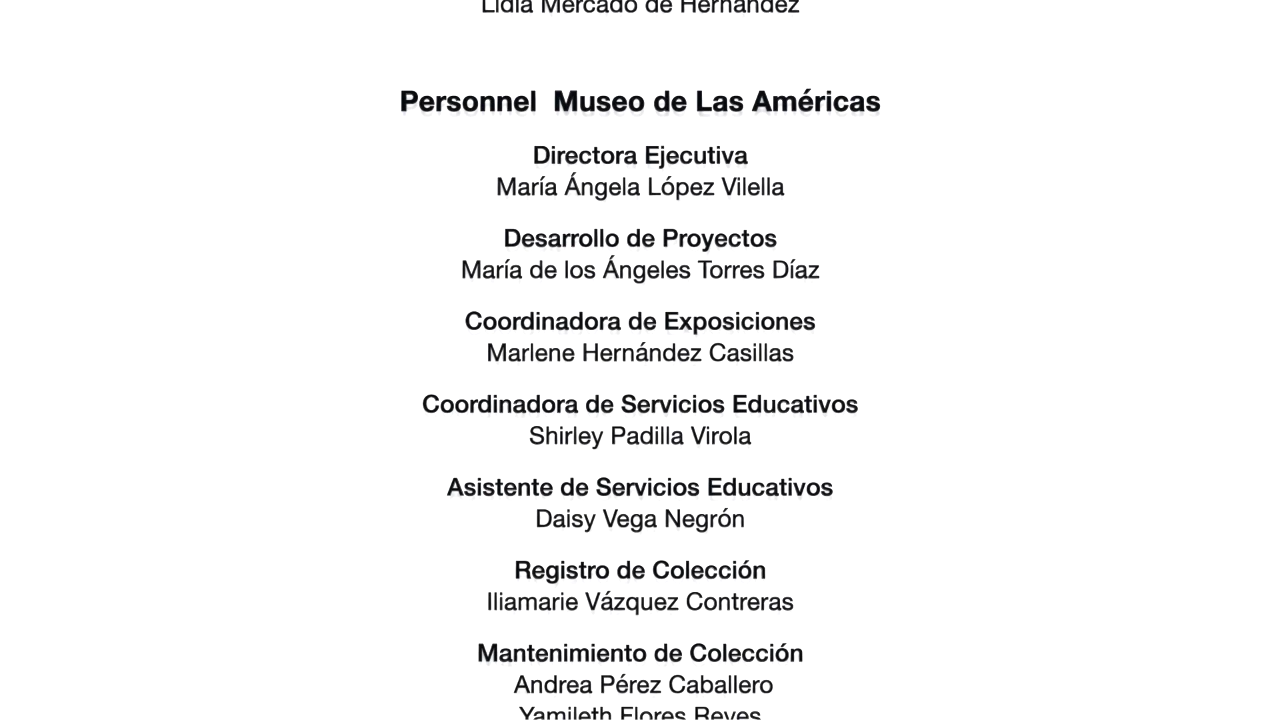 Lidia Mercado de Hernández
Personnel  Museo de Las Américas
Directora Ejecutiva
María Ángela López Vilella
Desarrollo de Proyectos
María de los Ángeles Torres Díaz
Coordinadora de Exposiciones
Marlene Hernández Casillas
Coordinadora de Servicios Educativos
Shirley Padilla Virola
Asistente de Servicios Educativos
Daisy Vega Negrón
Registro de Colección
Iliamarie Vázquez Contreras
Mantenimiento de Colección
Andrea Pérez Caballero
Yamileth Flores Reyes